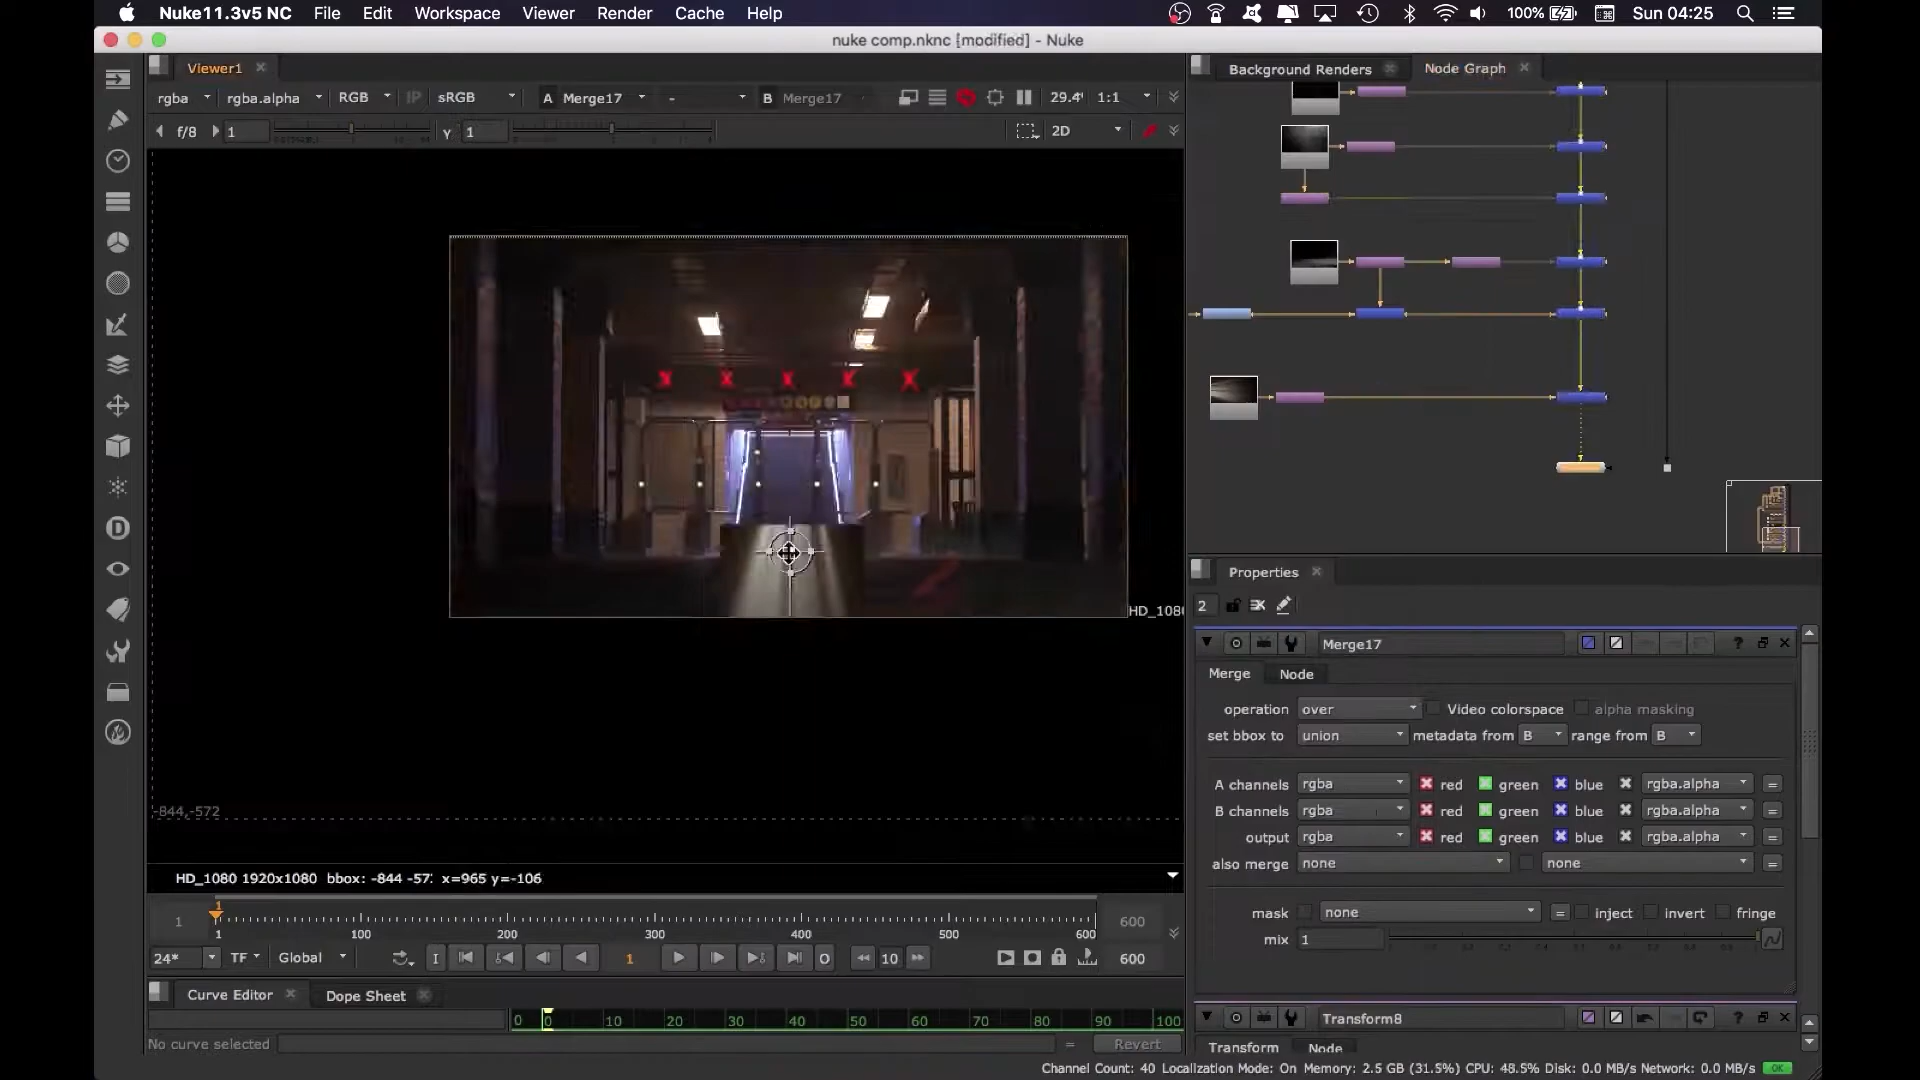 Nuke11.3v5 NC File Edit Workspace Viewer Render Cache Help 100% Sun 04:25
nuke comp.nknc [modified] - Nuke
Viewer1
Background Renders Node Graph
rgba rgba.alpha RGB IP sRGB A Merge17 - B Merge17 29.4 1:1
f/8 1 Y 1 2D
HD_1080
-844,-572
HD_1080 1920x1080 bbox: -844 -57 x=965 y=-106
1 1 1 100 200 300 400 500 600 600
24* TF Global I 1 O 10 600
Curve Editor Dope Sheet
0 0 10 20 30 40 50 60 70 80 90 100
No curve selected = Revert
Properties
2
Merge17 ?
Merge Node
operation over Video colorspace alpha masking
set bbox to union metadata from B range from B
A channels rgba red green blue rgba.alpha =
B channels rgba red green blue rgba.alpha =
output rgba red green blue rgba.alpha =
also merge none none =
mask none = inject invert fringe
mix 1
Transform8 ?
Transform Node
Channel Count: 40 Localization Mode: On Memory: 2.5 GB (31.5%) CPU: 48.5% Disk: 0.0 MB/s Network: 0.0 MB/s OK